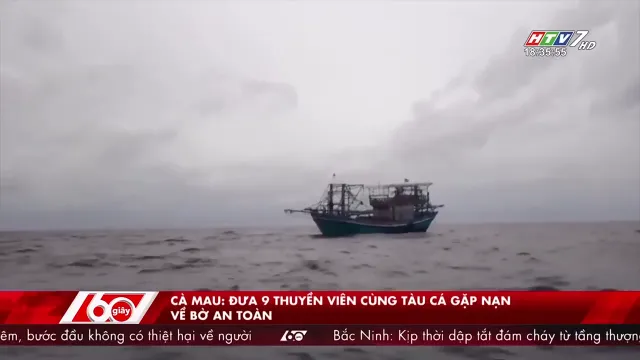 HTV7 HD
18:35:55
60 giây
CÀ MAU: ĐƯA 9 THUYỀN VIÊN CÙNG TÀU CÁ GẶP NẠN
VỀ BỜ AN TOÀN
êm, bước đầu không có thiệt hại về người 60 Bắc Ninh: Kịp thời dập tắt đám cháy từ tầng thượng